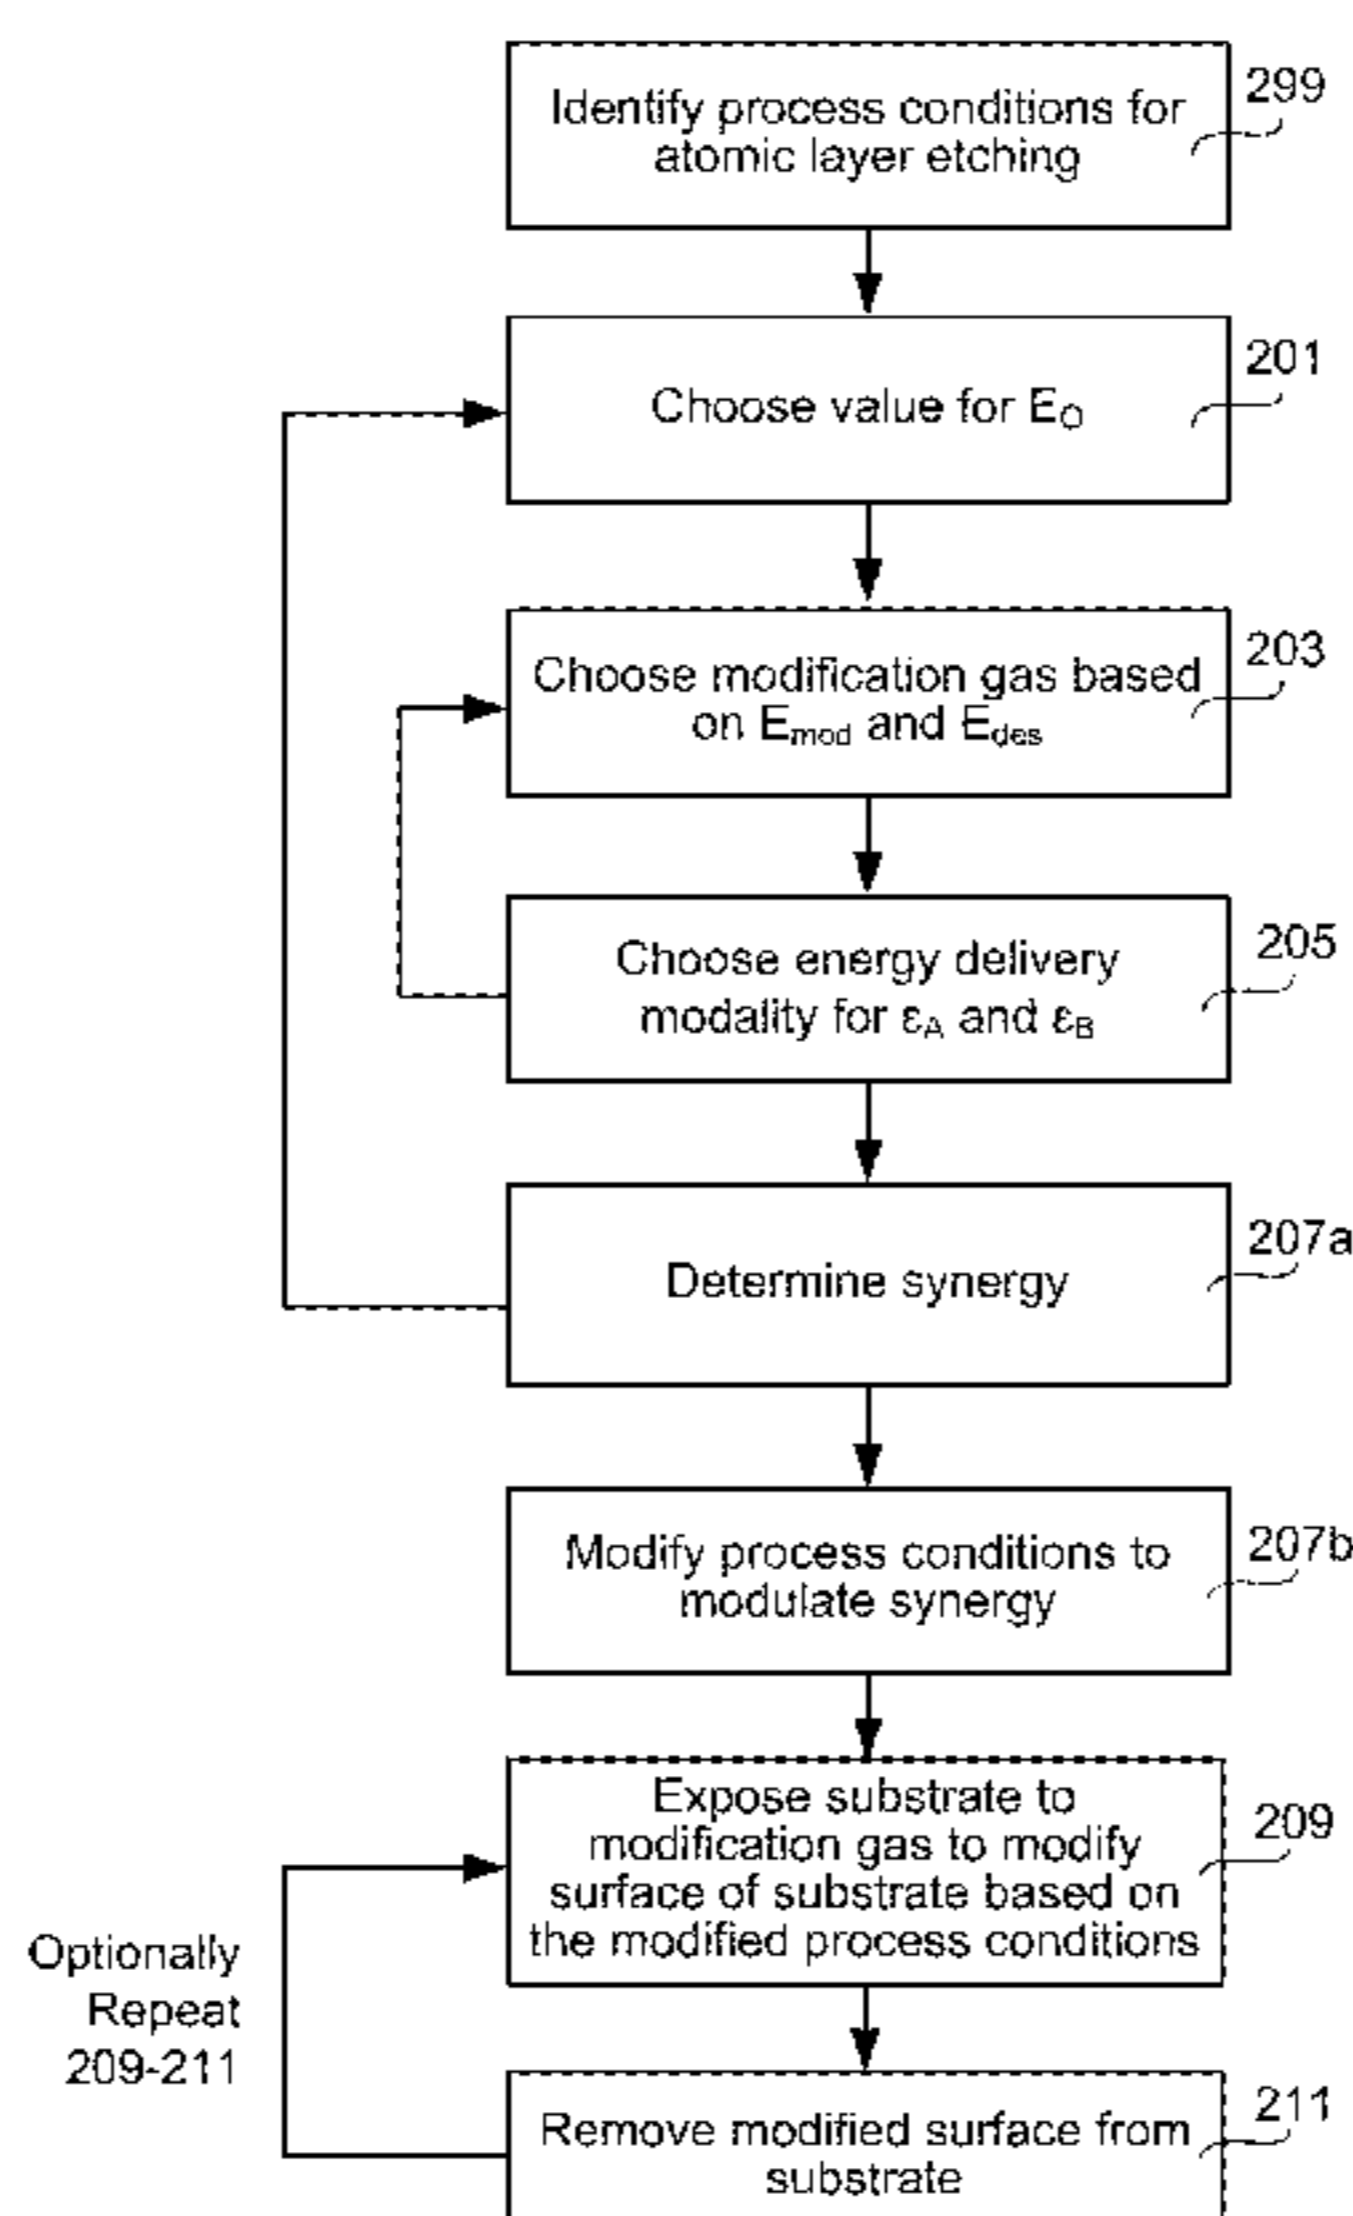 Identify process conditions for
atomic layer etching
299
Choose value for EO
201
Choose modification gas based
on Emod and Edes
203
Choose energy delivery
modality for εA and εB
205
Determine synergy
207a
Modify process conditions to
modulate synergy
207b
Expose substrate to
modification gas to modify
surface of substrate based on
the modified process conditions
209
Optionally
Repeat
209-211
Remove modified surface from
substrate
211